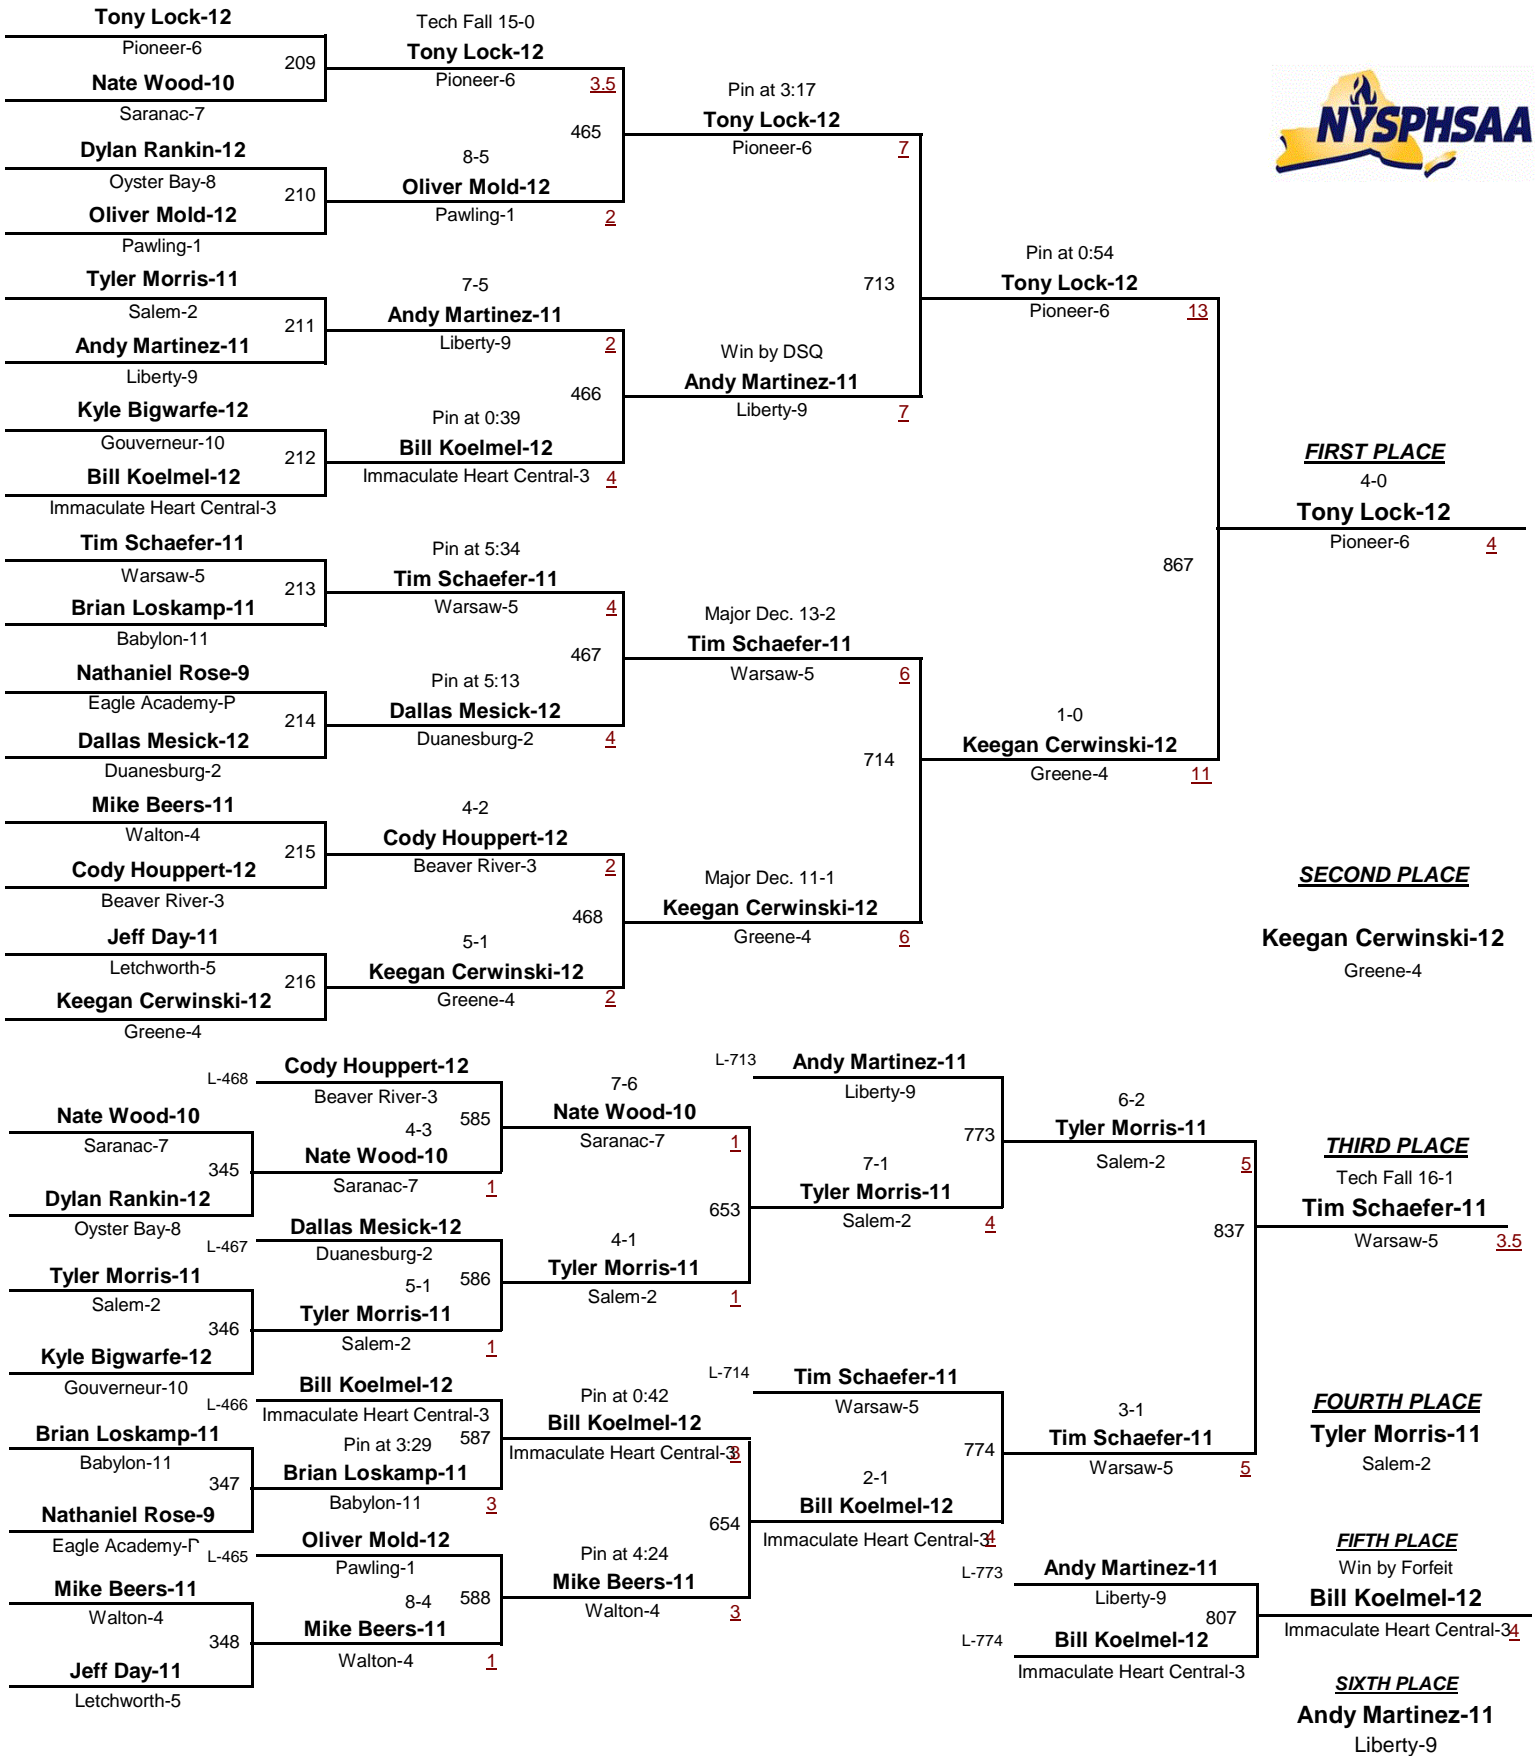 Tony Lock-12
Pioneer-6
209
Nate Wood-10
Saranac-7
Dylan Rankin-12
Oyster Bay-8
210
Oliver Mold-12
Pawling-1
Tyler Morris-11
Salem-2
211
Andy Martinez-11
Liberty-9
Kyle Bigwarfe-12
Gouverneur-10
212
Bill Koelmel-12
Immaculate Heart Central-3
Tim Schaefer-11
Warsaw-5
213
Brian Loskamp-11
Babylon-11
Nathaniel Rose-9
Eagle Academy-P
214
Dallas Mesick-12
Duanesburg-2
Mike Beers-11
Walton-4
215
Cody Houppert-12
Beaver River-3
Jeff Day-11
Letchworth-5
216
Keegan Cerwinski-12
Greene-4
Tech Fall 15-0
Tony Lock-12
Pioneer-6 3.5
465
8-5
Oliver Mold-12
Pawling-1 2
7-5
Andy Martinez-11
Liberty-9 2
466
Pin at 0:39
Bill Koelmel-12
Immaculate Heart Central-3 4
Pin at 5:34
Tim Schaefer-11
Warsaw-5 4
467
Pin at 5:13
Dallas Mesick-12
Duanesburg-2 4
4-2
Cody Houppert-12
Beaver River-3 2
468
5-1
Keegan Cerwinski-12
Greene-4 2
Pin at 3:17
Tony Lock-12
Pioneer-6 7
713
Win by DSQ
Andy Martinez-11
Liberty-9 7
Major Dec. 13-2
Tim Schaefer-11
Warsaw-5 6
714
Major Dec. 11-1
Keegan Cerwinski-12
Greene-4 6
Pin at 0:54
Tony Lock-12
Pioneer-6 13
867
1-0
Keegan Cerwinski-12
Greene-4 11
NYSPHSAA
FIRST PLACE
4-0
Tony Lock-12
Pioneer-6 4
SECOND PLACE
Keegan Cerwinski-12
Greene-4
Nate Wood-10
Saranac-7
345
Dylan Rankin-12
Oyster Bay-8
Tyler Morris-11
Salem-2
346
Kyle Bigwarfe-12
Gouverneur-10
Brian Loskamp-11
Babylon-11
347
Nathaniel Rose-9
Eagle Academy-P
Mike Beers-11
Walton-4
348
Jeff Day-11
Letchworth-5
L-468 Cody Houppert-12
Beaver River-3
585
4-3
Nate Wood-10
Saranac-7 1
L-467 Dallas Mesick-12
Duanesburg-2
586
5-1
Tyler Morris-11
Salem-2 1
L-466 Bill Koelmel-12
Immaculate Heart Central-3
587
Pin at 3:29
Brian Loskamp-11
Babylon-11 3
L-465 Oliver Mold-12
Pawling-1
588
8-4
Mike Beers-11
Walton-4 1
7-6
Nate Wood-10
Saranac-7 1
653
4-1
Tyler Morris-11
Salem-2 1
Pin at 0:42
Bill Koelmel-12
Immaculate Heart Central-3 3
654
Pin at 4:24
Mike Beers-11
Walton-4 3
L-713 Andy Martinez-11
Liberty-9
773
7-1
Tyler Morris-11
Salem-2 4
L-714 Tim Schaefer-11
Warsaw-5
774
2-1
Bill Koelmel-12
Immaculate Heart Central-3 4
6-2
Tyler Morris-11
Salem-2 5
837
3-1
Tim Schaefer-11
Warsaw-5 5
L-773 Andy Martinez-11
Liberty-9
807
L-774 Bill Koelmel-12
Immaculate Heart Central-3
THIRD PLACE
Tech Fall 16-1
Tim Schaefer-11
Warsaw-5 3.5
FOURTH PLACE
Tyler Morris-11
Salem-2
FIFTH PLACE
Win by Forfeit
Bill Koelmel-12
Immaculate Heart Central-3 4
SIXTH PLACE
Andy Martinez-11
Liberty-9